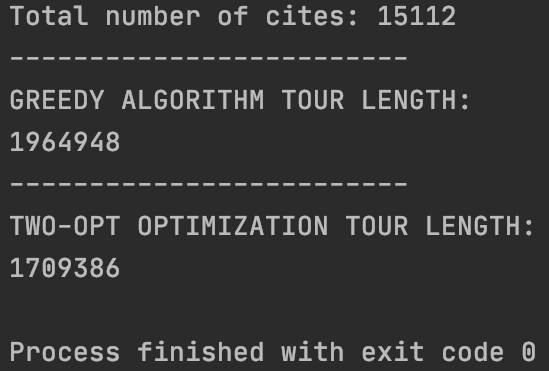 Total number of cites: 15112
-------------------------
GREEDY ALGORITHM TOUR LENGTH:
1964948
-------------------------
TWO-OPT OPTIMIZATION TOUR LENGTH:
1709386
Process finished with exit code 0